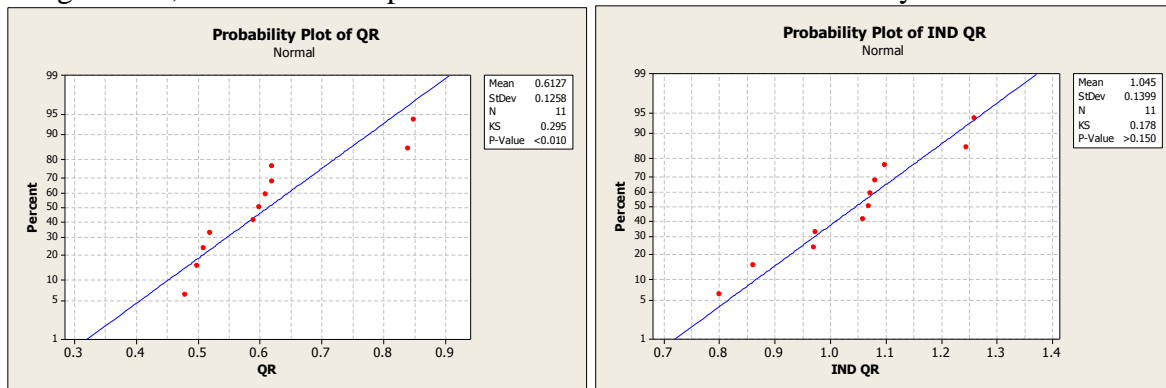 Probability Plot of QR
Normal
99
95
90
80
70
60
50
40
30
20
10
5
1
Percent
0.3 0.4 0.5 0.6 0.7 0.8 0.9
QR
Mean 0.6127
StDev 0.1258
N 11
KS 0.295
P-Value <0.010
Probability Plot of IND QR
Normal
99
95
90
80
70
60
50
40
30
20
10
5
1
Percent
0.7 0.8 0.9 1.0 1.1 1.2 1.3 1.4
IND QR
Mean 1.045
StDev 0.1399
N 11
KS 0.178
P-Value >0.150